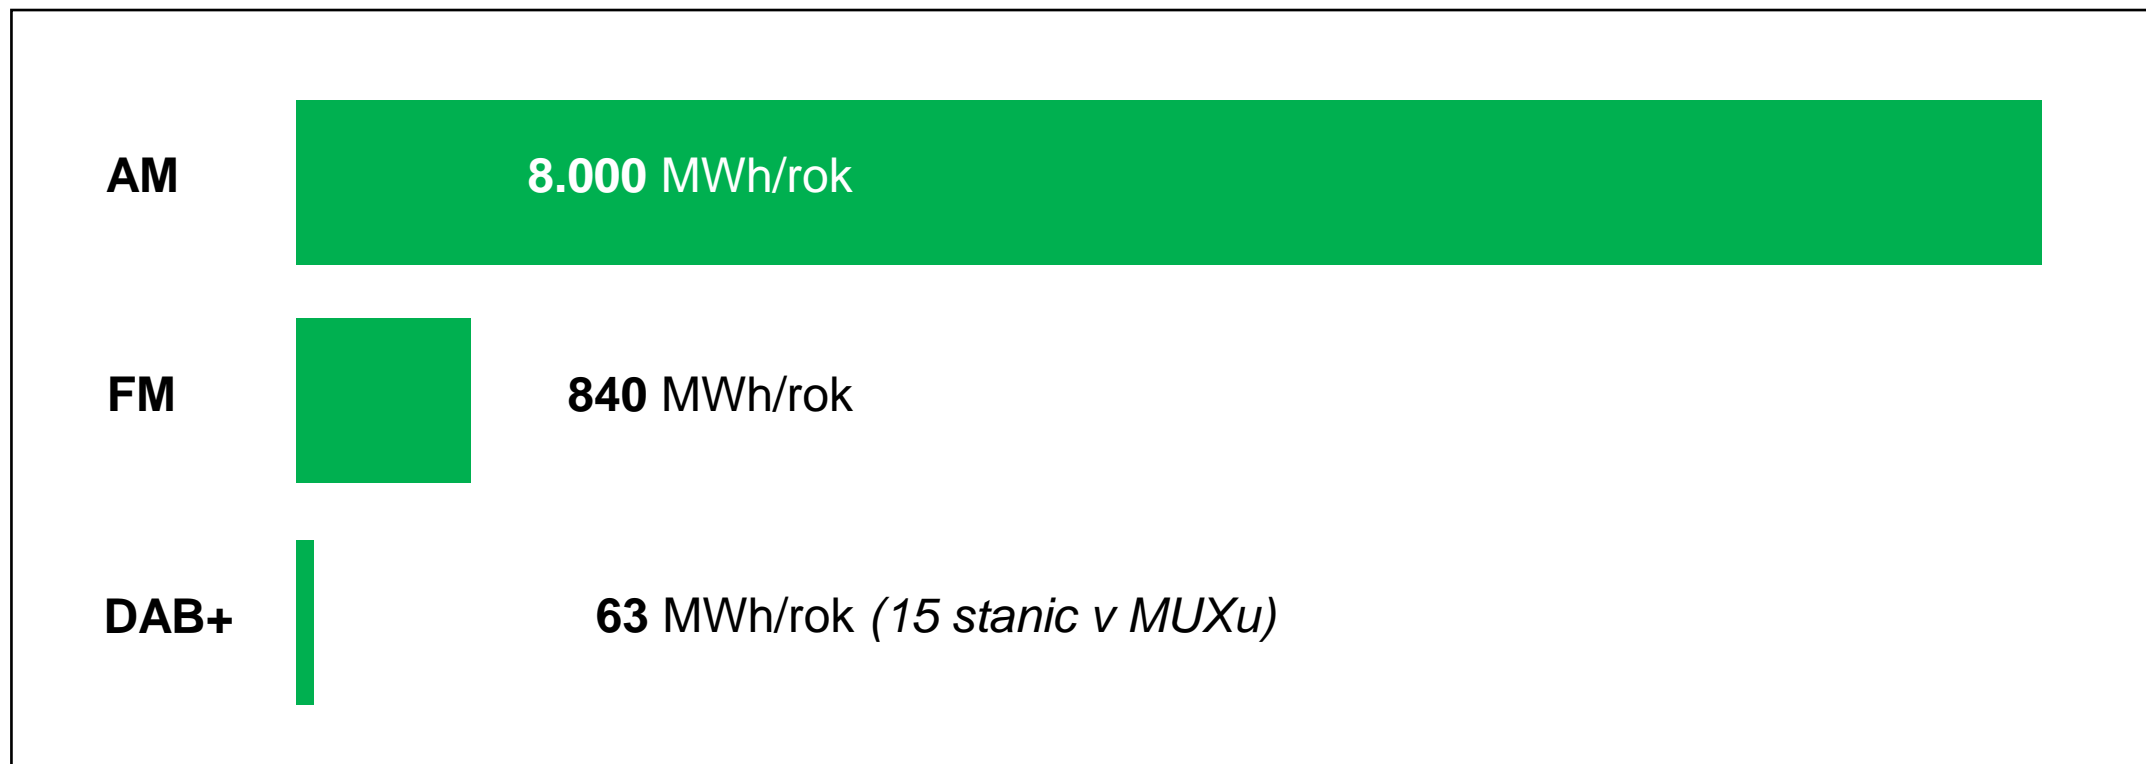 AM 8.000 MWh/rok
FM 840 MWh/rok
DAB+ 63 MWh/rok (15 stanic v MUXu)